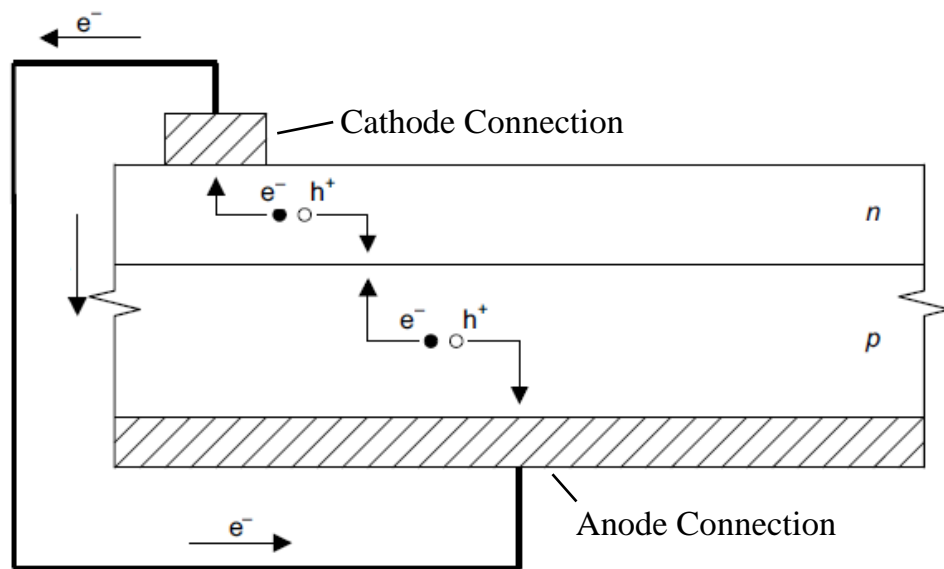 e⁻
Cathode Connection
e⁻ h⁺
n
e⁻ h⁺
p
e⁻
Anode Connection